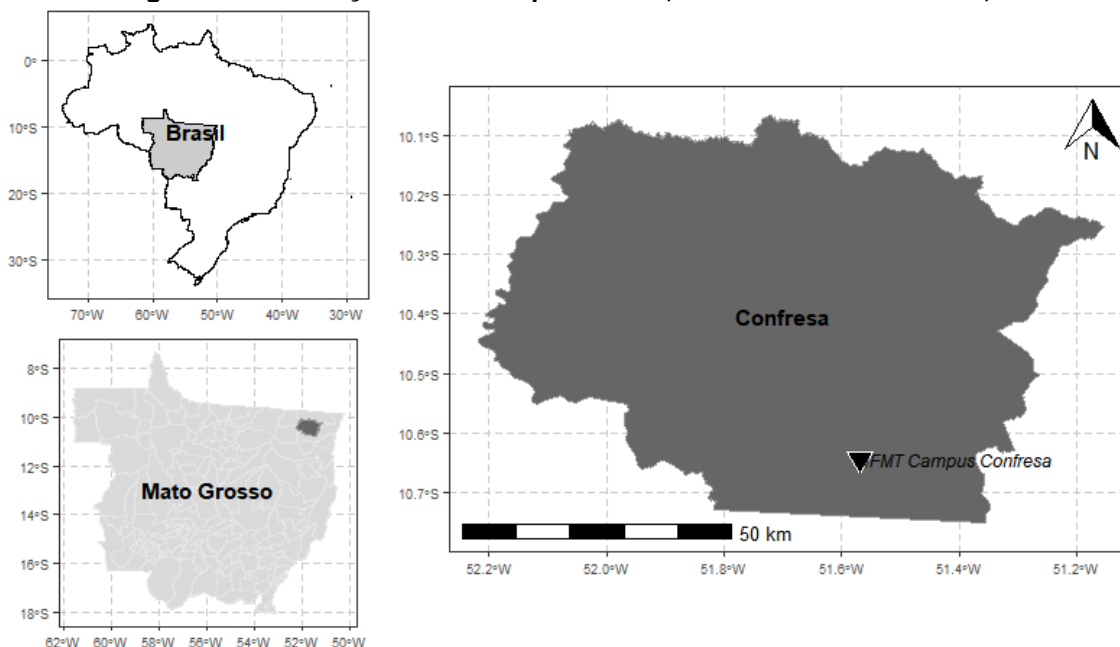 0°
10°S
20°S
30°S
70°W 60°W 50°W 40°W 30°W
Brasil
8°S
10°S
12°S
14°S
16°S
18°S
62°W 60°W 58°W 56°W 54°W 52°W 50°W
Mato Grosso
10.1°S
10.2°S
10.3°S
10.4°S
10.5°S
10.6°S
10.7°S
N
Confresa
FMT Campus Confresa
50 km
52.2°W 52.0°W 51.8°W 51.6°W 51.4°W 51.2°W